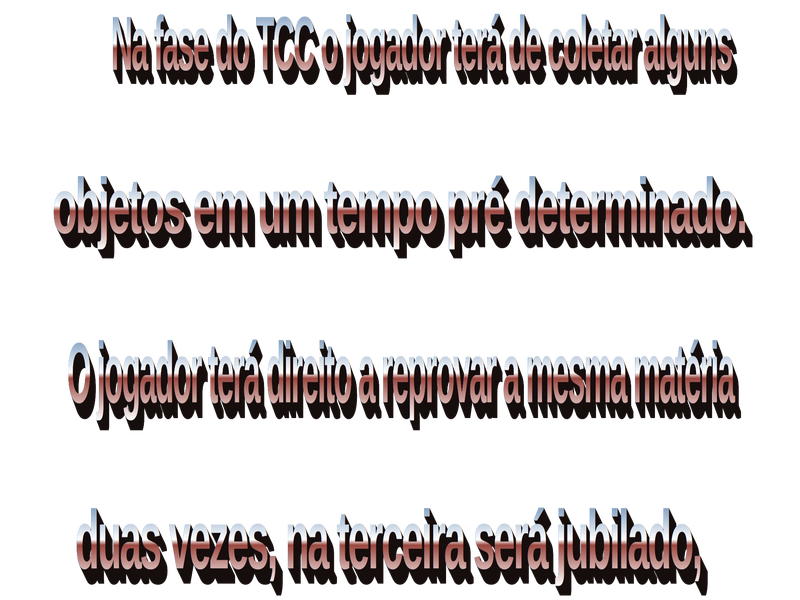 Na fase do TCC o jogador terá de coletar alguns
objetos em um tempo pré determinado.
O jogador terá direito a reprovar a mesma matéria
duas vezes, na terceira será jubilado,